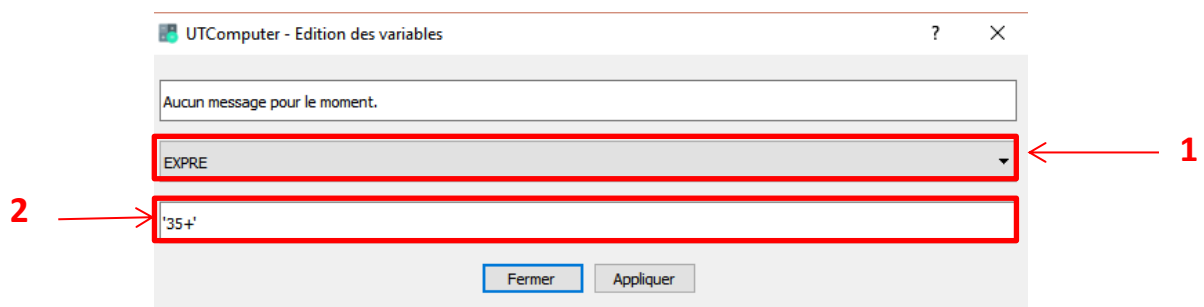 UTComputer - Edition des variables ?
Aucun message pour le moment.
EXPRE
1
2
'35+'
Fermer Appliquer